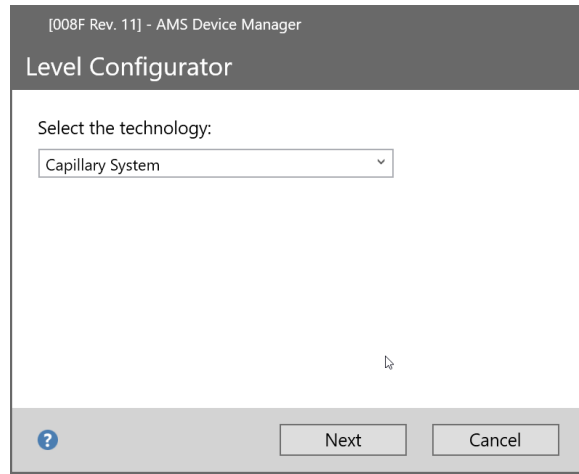 [008F Rev. 11] - AMS Device Manager
Level Configurator
Select the technology:
Capillary System
?
Next Cancel